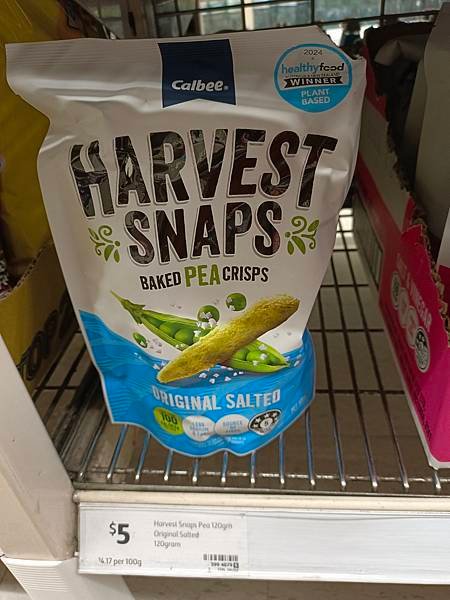 Calbee
2024
healthyfood
WINNER
PLANT
BASED
HARVEST
SNAPS
BAKED PEA CRISPS
ORIGINAL SALTED
100
$5
Harvest Snaps Pea 120gm
Original Salted
120gram
$4.17 per 100g